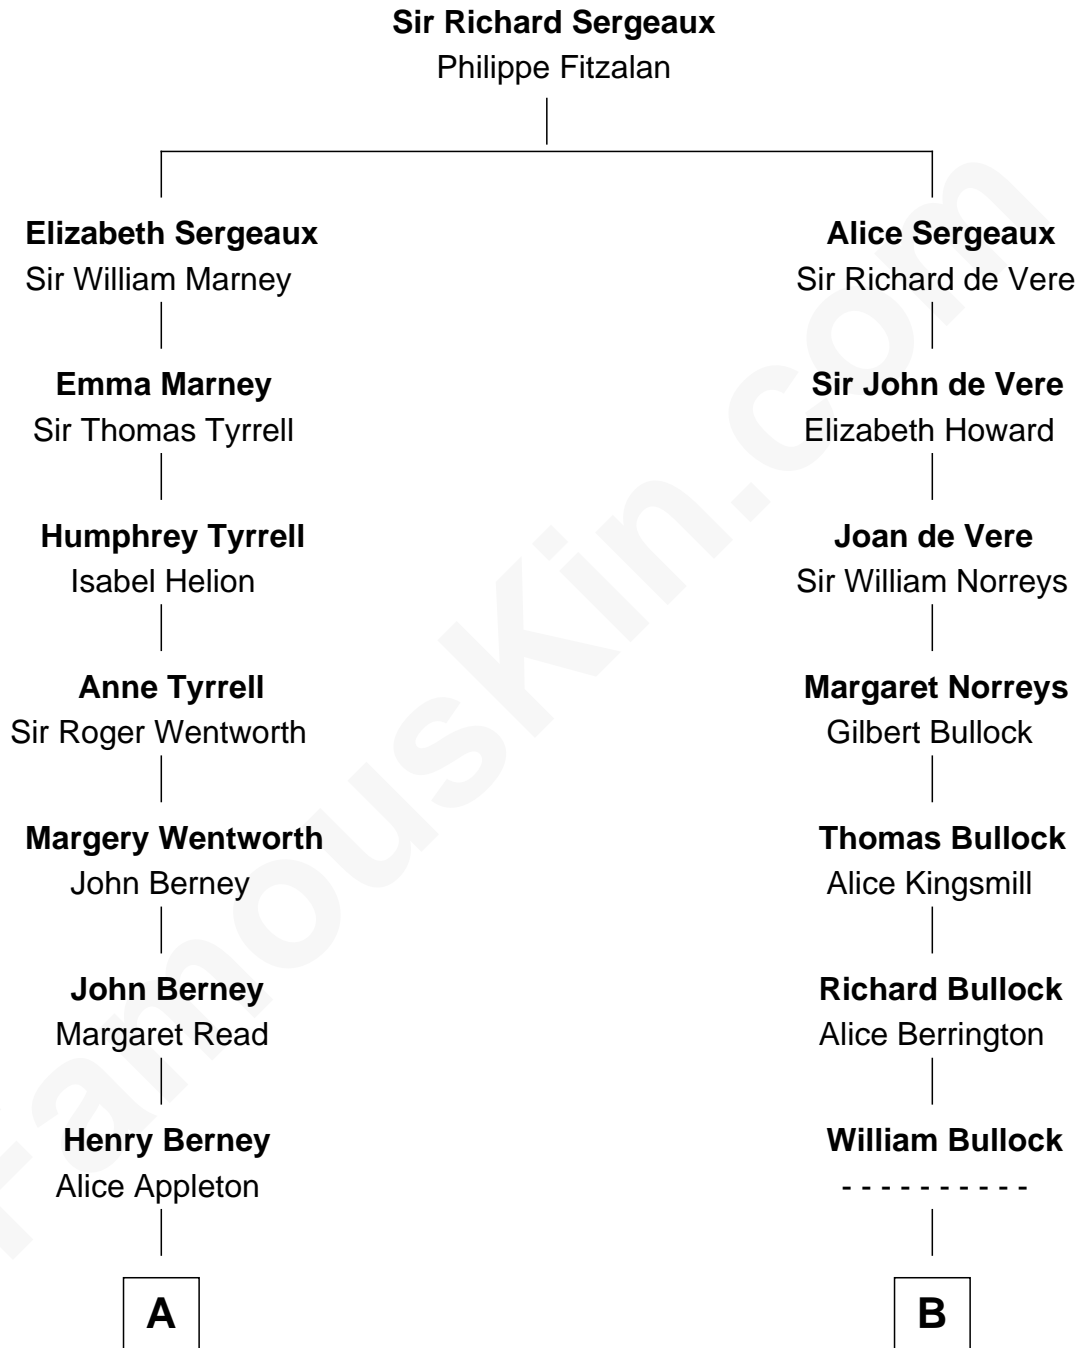 Sir Richard Sergeaux
Philippe Fitzalan
Elizabeth Sergeaux
Sir William Marney
Alice Sergeaux
Sir Richard de Vere
Emma Marney
Sir Thomas Tyrrell
Sir John de Vere
Elizabeth Howard
Humphrey Tyrrell
Isabel Helion
Joan de Vere
Sir William Norreys
Anne Tyrrell
Sir Roger Wentworth
Margaret Norreys
Gilbert Bullock
Margery Wentworth
John Berney
Thomas Bullock
Alice Kingsmill
John Berney
Margaret Read
Richard Bullock
Alice Berrington
Henry Berney
Alice Appleton
William Bullock
- - - - - - - - - -
A
B
FamousKin.com